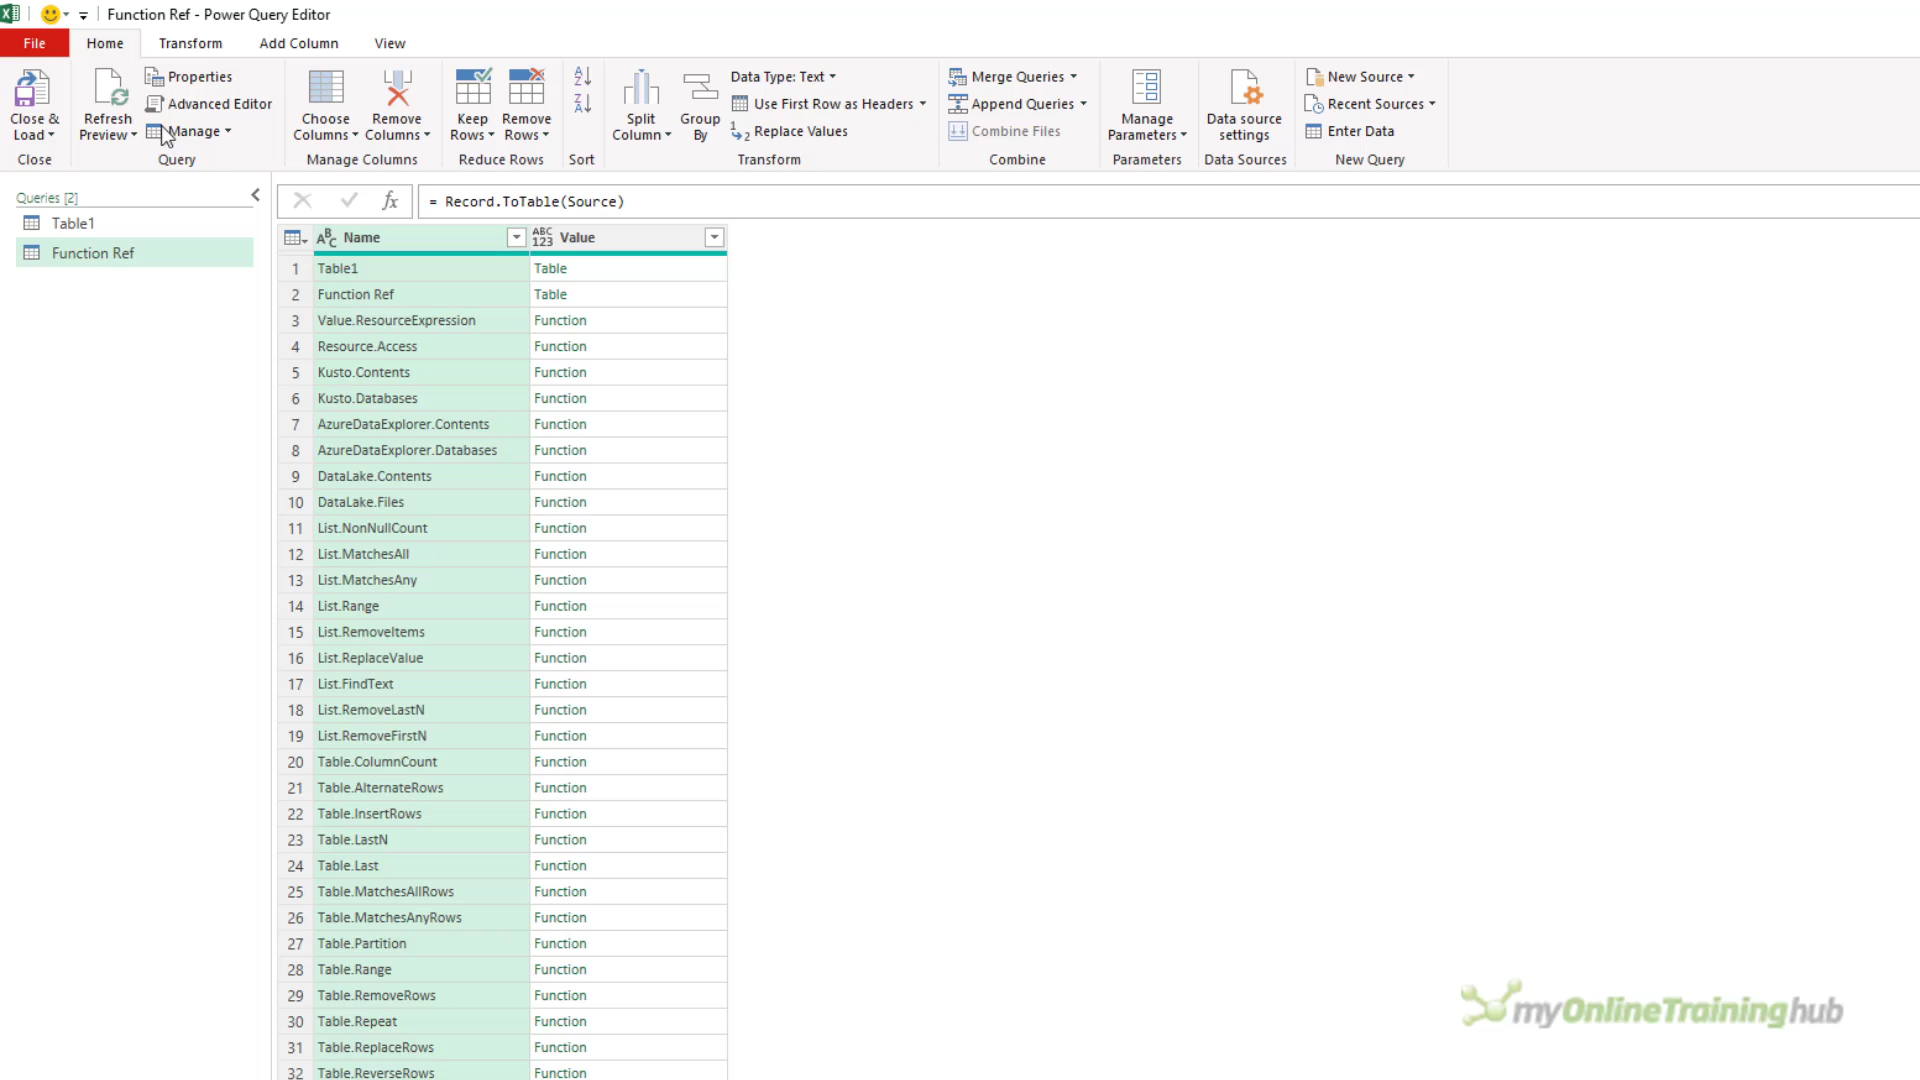 Function Ref - Power Query Editor
File Home Transform Add Column View
Close & Load
Refresh Preview
Properties
Advanced Editor
Manage
Choose Columns
Remove Columns
Keep Rows
Remove Rows
Split Column
Group By
Data Type: Text
Use First Row as Headers
Replace Values
Merge Queries
Append Queries
Combine Files
Manage Parameters
Data source settings
New Source
Recent Sources
Enter Data
Close Query Manage Columns Reduce Rows Sort Transform Combine Parameters Data Sources New Query
Queries [2]
Table1
Function Ref
fx = Record.ToTable(Source)
ABC Name ABC 123 Value
1 Table1 Table
2 Function Ref Table
3 Value.ResourceExpression Function
4 Resource.Access Function
5 Kusto.Contents Function
6 Kusto.Databases Function
7 AzureDataExplorer.Contents Function
8 AzureDataExplorer.Databases Function
9 DataLake.Contents Function
10 DataLake.Files Function
11 List.NonNullCount Function
12 List.MatchesAll Function
13 List.MatchesAny Function
14 List.Range Function
15 List.RemoveItems Function
16 List.ReplaceValue Function
17 List.FindText Function
18 List.RemoveLastN Function
19 List.RemoveFirstN Function
20 Table.ColumnCount Function
21 Table.AlternateRows Function
22 Table.InsertRows Function
23 Table.LastN Function
24 Table.Last Function
25 Table.MatchesAllRows Function
26 Table.MatchesAnyRows Function
27 Table.Partition Function
28 Table.Range Function
29 Table.RemoveRows Function
30 Table.Repeat Function
31 Table.ReplaceRows Function
32 Table.ReverseRows Function
myOnlineTraininghub